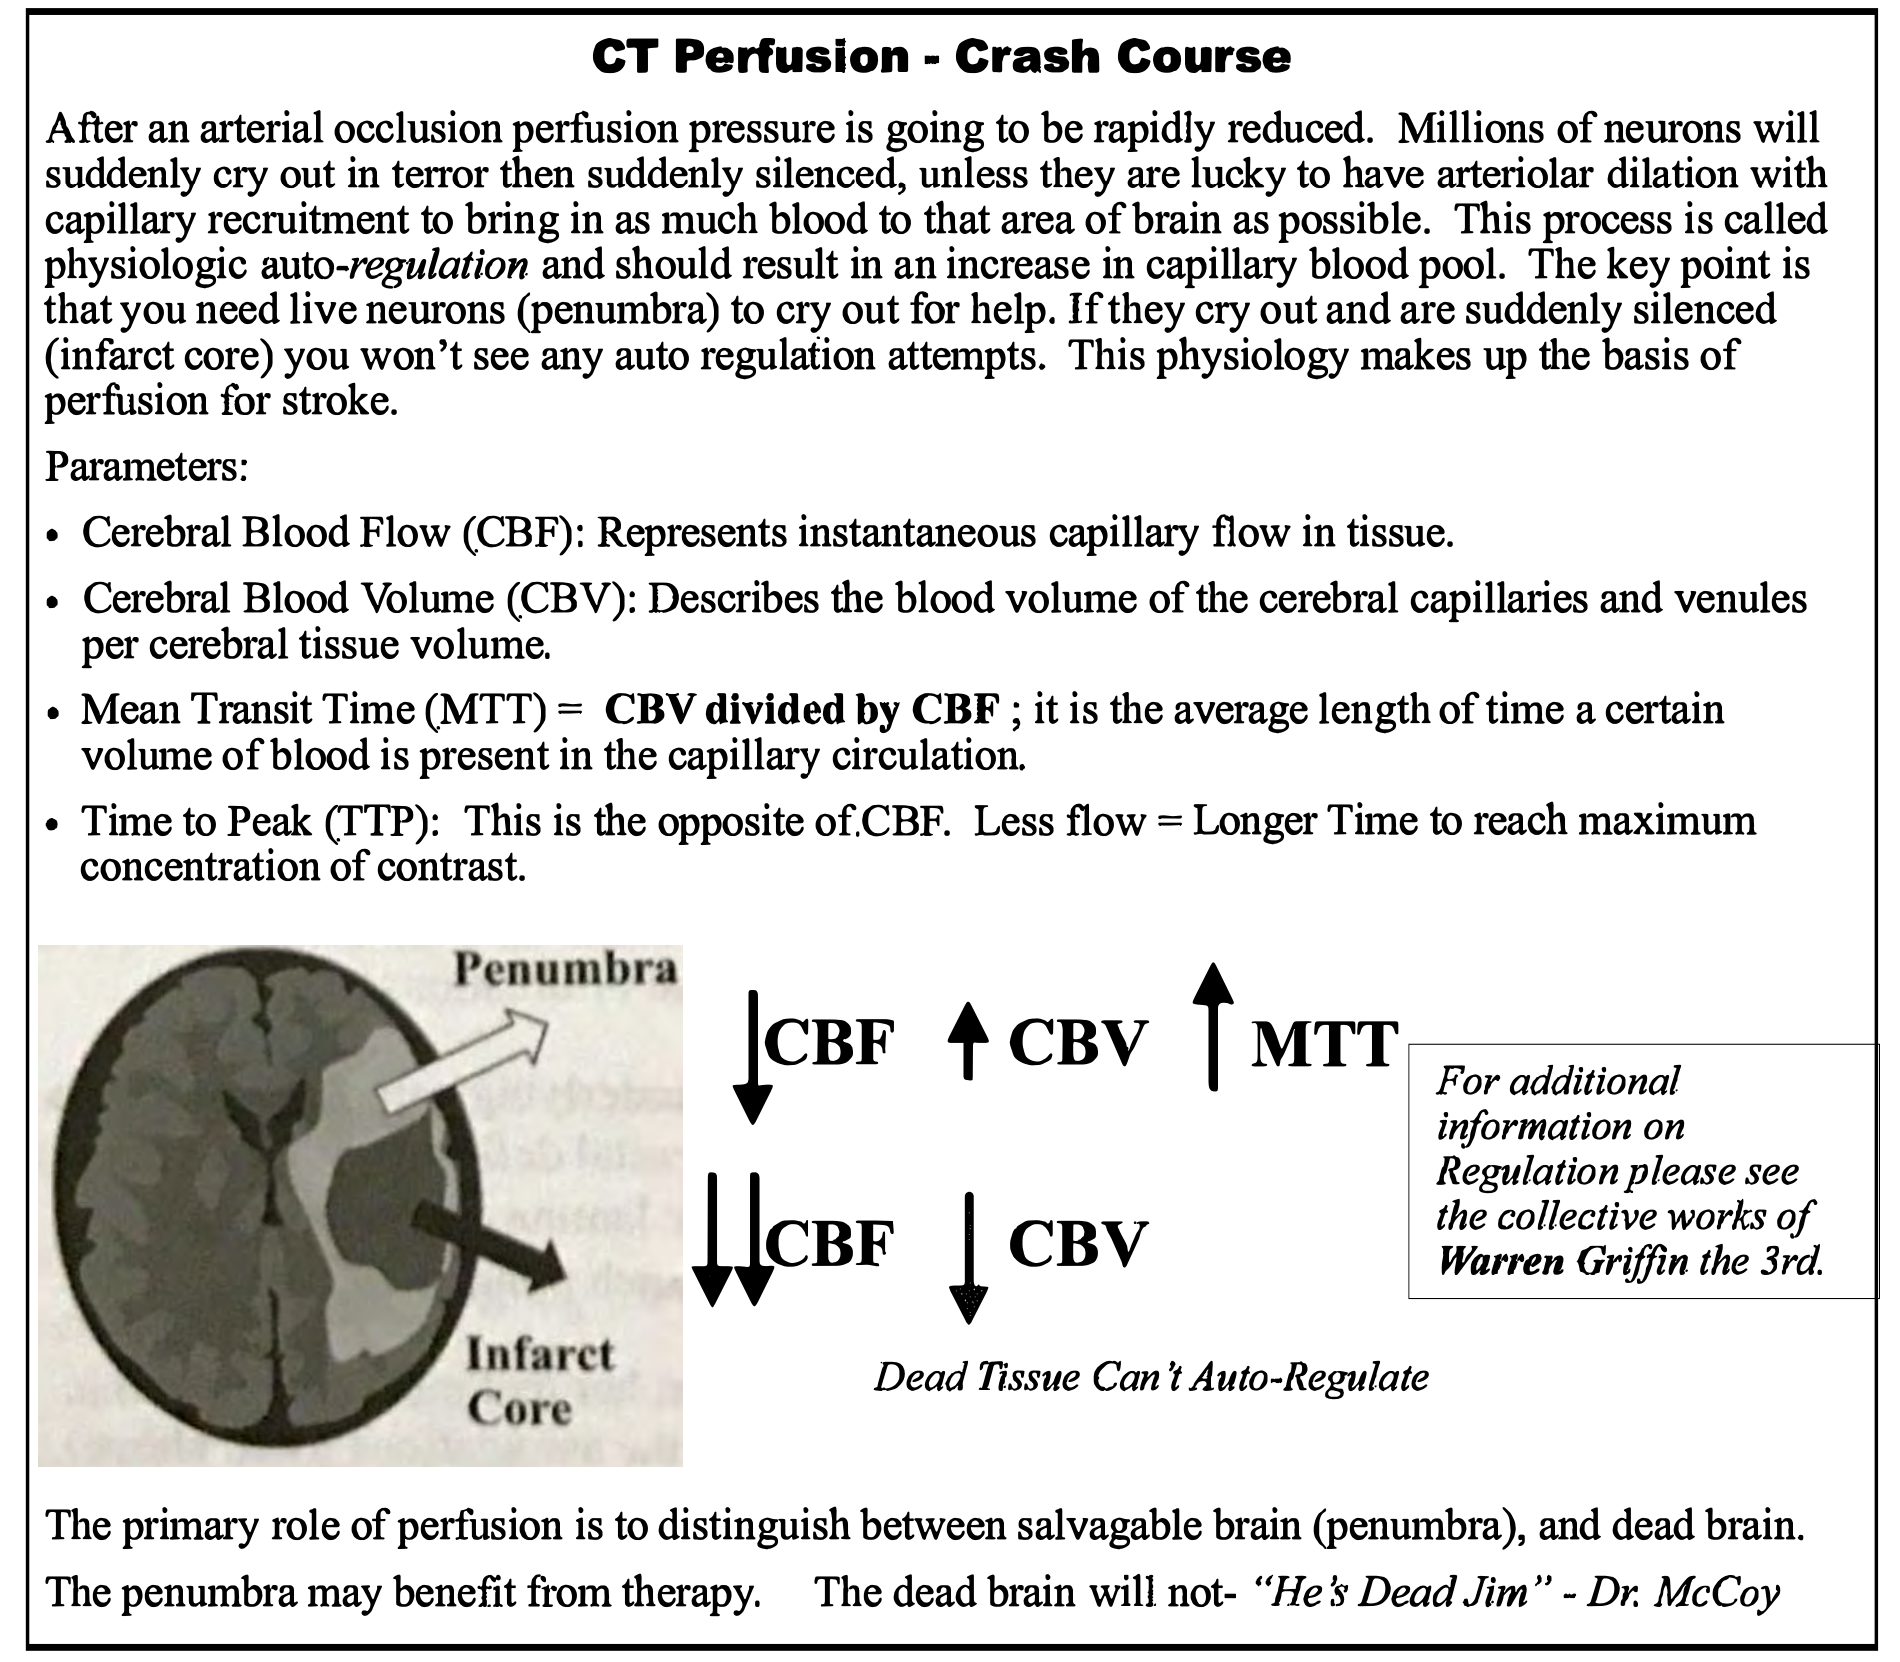 CT Perfusion - Crash Course
After an arterial occlusion perfusion pressure is going to be rapidly reduced. Millions of neurons will
suddenly cry out in terror then suddenly silenced, unless they are lucky to have arteriolar dilation with
capillary recruitment to bring in as much blood to that area of brain as possible. This process is called
physiologic auto-regulation and should result in an increase in capillary blood pool. The key point is
that you need live neurons (penumbra) to cry out for help. If they cry out and are suddenly silenced
(infarct core) you won't see any auto regulation attempts. This physiology makes up the basis of
perfusion for stroke.
Parameters:
• Cerebral Blood Flow (CBF): Represents instantaneous capillary flow in tissue.
• Cerebral Blood Volume (CBV): Describes the blood volume of the cerebral capillaries and venules
per cerebral tissue volume.
• Mean Transit Time (MTT) = CBV divided by CBF ; it is the average length of time a certain
volume of blood is present in the capillary circulation.
• Time to Peak (TTP): This is the opposite of.CBF. Less flow = Longer Time to reach maximum
concentration of contrast.
Penumbra
↓CBF ↑ CBV ↑ MTT
↓↓CBF ↓ CBV
Infarct
Core
Dead Tissue Can't Auto-Regulate
For additional
information on
Regulation please see
the collective works of
Warren Griffin the 3rd.
The primary role of perfusion is to distinguish between salvagable brain (penumbra), and dead brain.
The penumbra may benefit from therapy. The dead brain will not- "He's Dead Jim" - Dr. McCoy